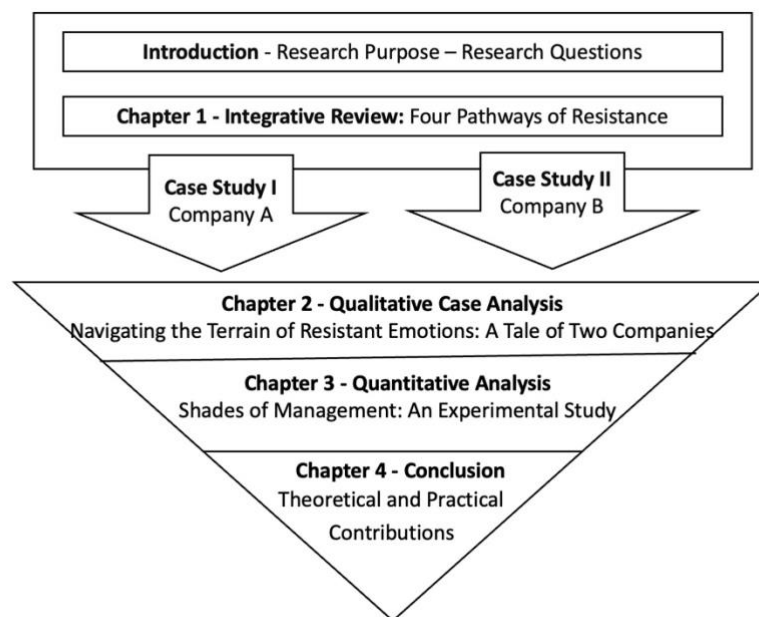 Introduction - Research Purpose – Research Questions
Chapter 1 - Integrative Review: Four Pathways of Resistance
Case Study I
Company A
Case Study II
Company B
Chapter 2 - Qualitative Case Analysis
Navigating the Terrain of Resistant Emotions: A Tale of Two Companies
Chapter 3 - Quantitative Analysis
Shades of Management: An Experimental Study
Chapter 4 - Conclusion
Theoretical and Practical
Contributions